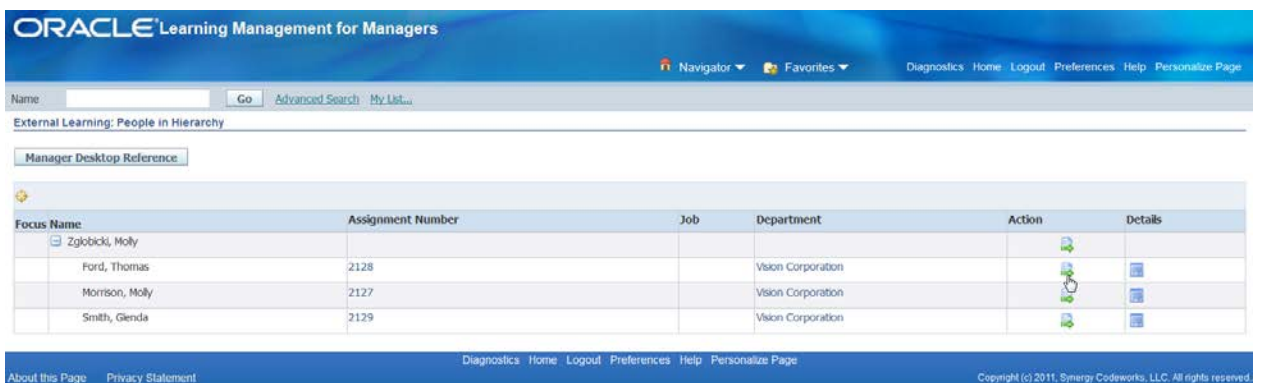 ORACLE Learning Management for Managers
Navigator Favorites Diagnostics Home Logout Preferences Help Personalize Page
Name Go Advanced Search My List...
External Learning: People in Hierarchy
Manager Desktop Reference
Focus Name Assignment Number Job Department Action Details
Zglobicki, Molly
Ford, Thomas 2128 Vision Corporation
Morrison, Molly 2127 Vision Corporation
Smith, Glenda 2129 Vision Corporation
Diagnostics Home Logout Preferences Help Personalize Page
About this Page Privacy Statement Copyright (c) 2011, Synergy Codeworks, LLC. All rights reserved.